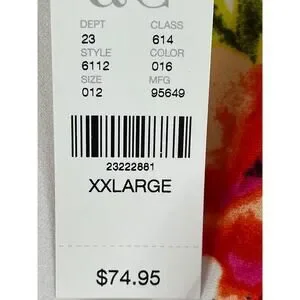 DEPT CLASS
23 614
STYLE COLOR
6112 016
SIZE MFG
012 95649
23222881
XXLARGE
$74.95